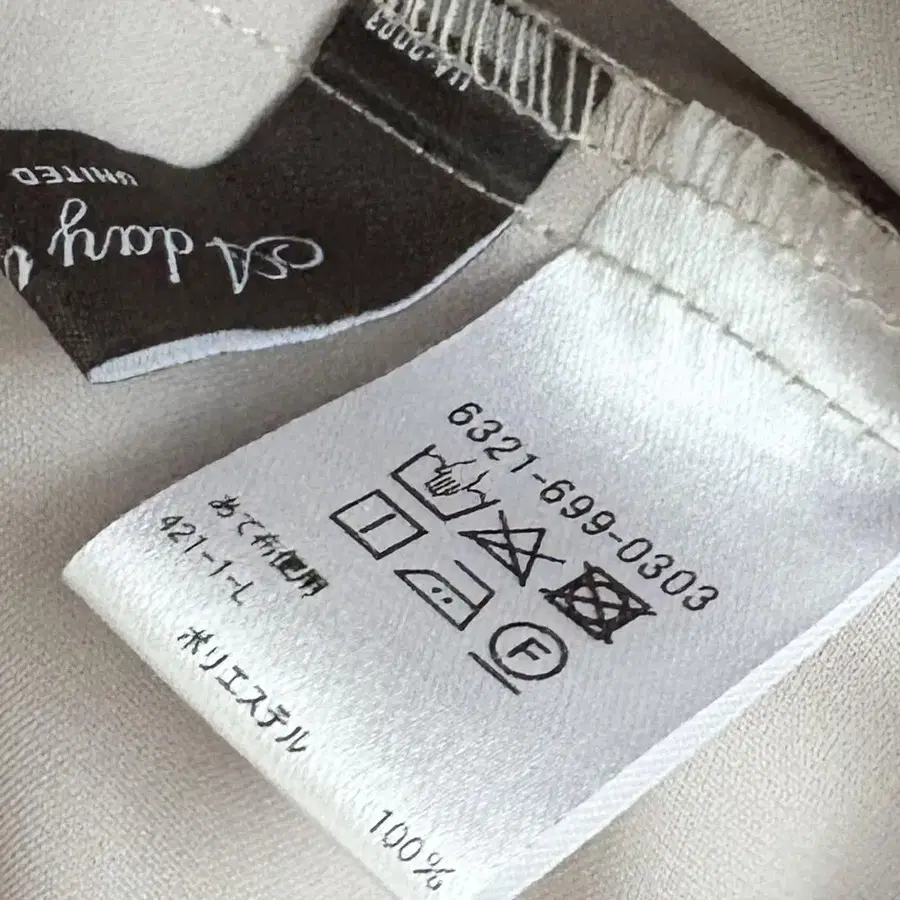 UNITED
A day
6321-699-0303
F
あて布使用
421-1-L
ポリエステル 100%